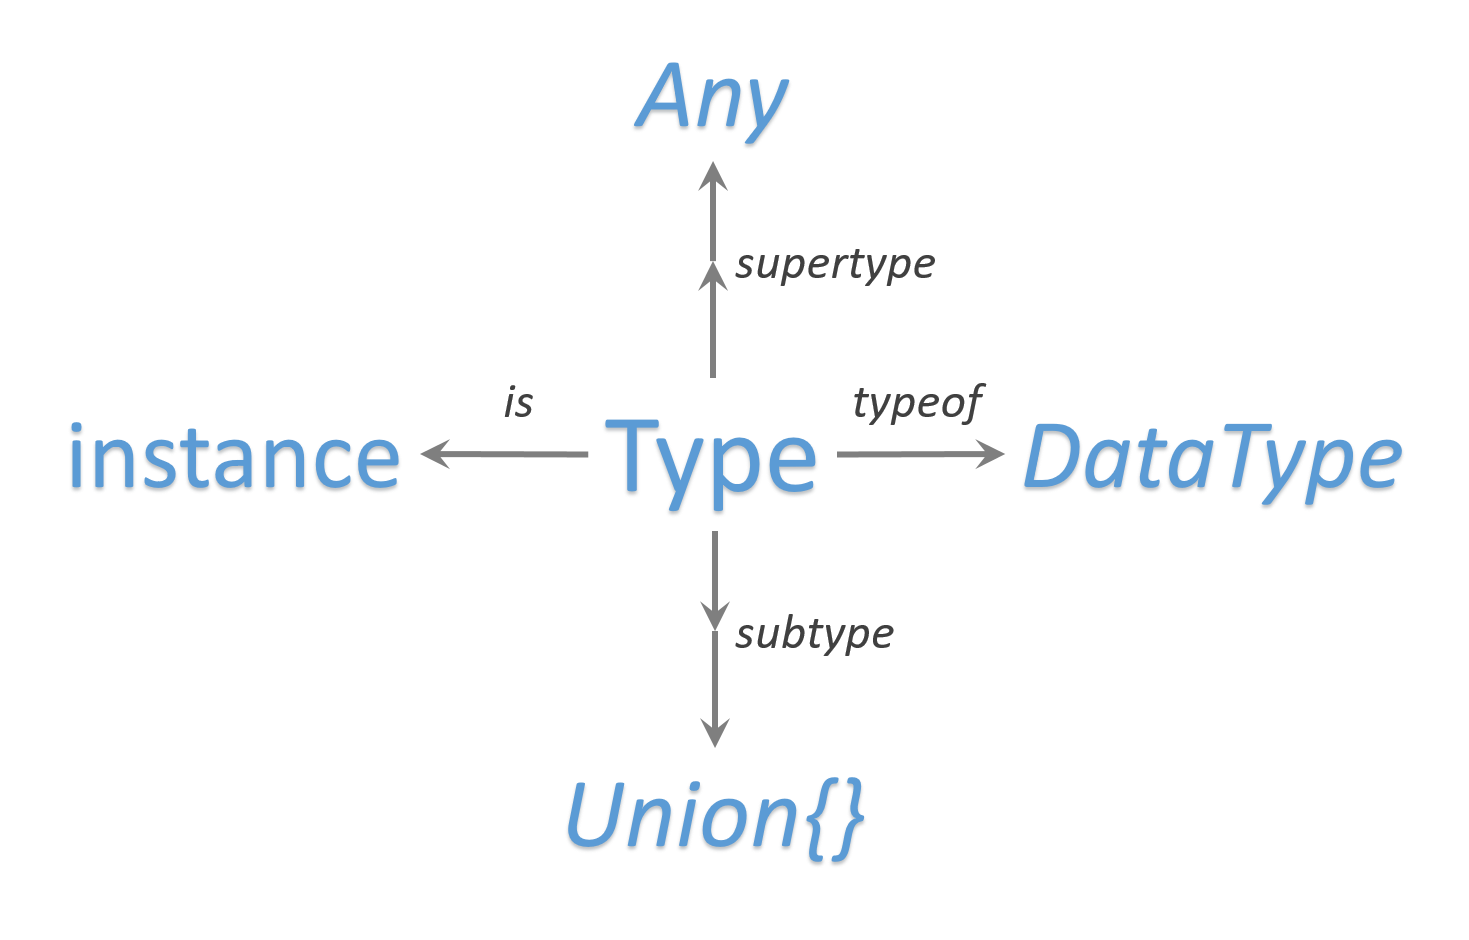 Any
supertype
is
typeof
instance
Type
DataType
subtype
Union{}